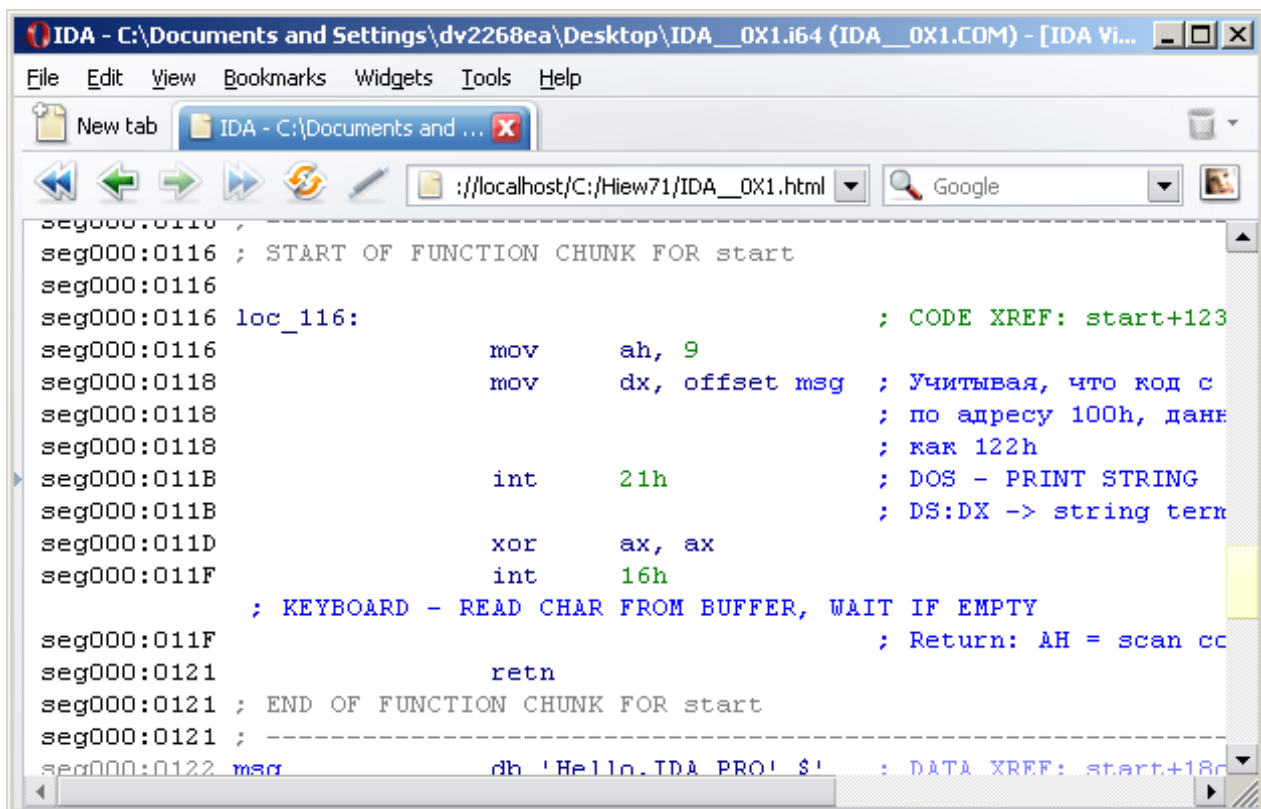 IDA - C:\Documents and Settings\dv2268ea\Desktop\IDA__0X1.i64 (IDA__0X1.COM) - [IDA Vi...
File Edit View Bookmarks Widgets Tools Help
New tab IDA - C:\Documents and ...
://localhost/C:/Hiew71/IDA__0X1.html Google
seg000:0116 ; ---------------------------------------------------------------
seg000:0116 ; START OF FUNCTION CHUNK FOR start
seg000:0116
seg000:0116 loc_116: ; CODE XREF: start+123
seg000:0116 mov ah, 9
seg000:0118 mov dx, offset msg ; Учитывая, что код с
seg000:0118 ; по адресу 100h, данн
seg000:0118 ; как 122h
seg000:011B int 21h ; DOS - PRINT STRING
seg000:011B ; DS:DX -> string term
seg000:011D xor ax, ax
seg000:011F int 16h
; KEYBOARD - READ CHAR FROM BUFFER, WAIT IF EMPTY
seg000:011F ; Return: AH = scan co
seg000:0121 retn
seg000:0121 ; END OF FUNCTION CHUNK FOR start
seg000:0121 ; ---------------------------------------------------------------
seg000:0122 msg db 'Hello,IDA PRO! $' ; DATA XREF: start+18o